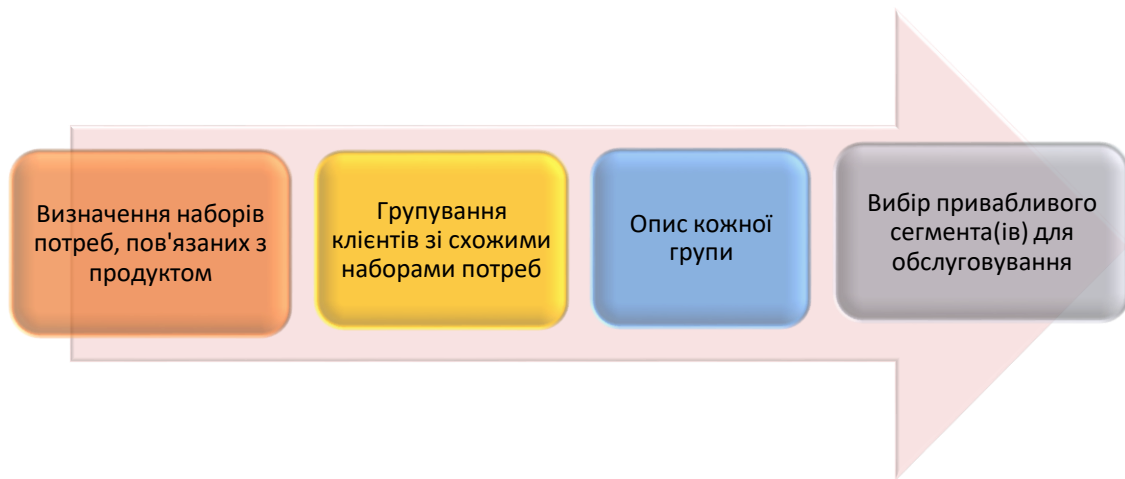 Визначення наборів
потреб, пов'язаних з
продуктом
Групування
клієнтів зі схожими
наборами потреб
Опис кожної
групи
Вибір привабливого
сегмента(ів) для
обслуговування